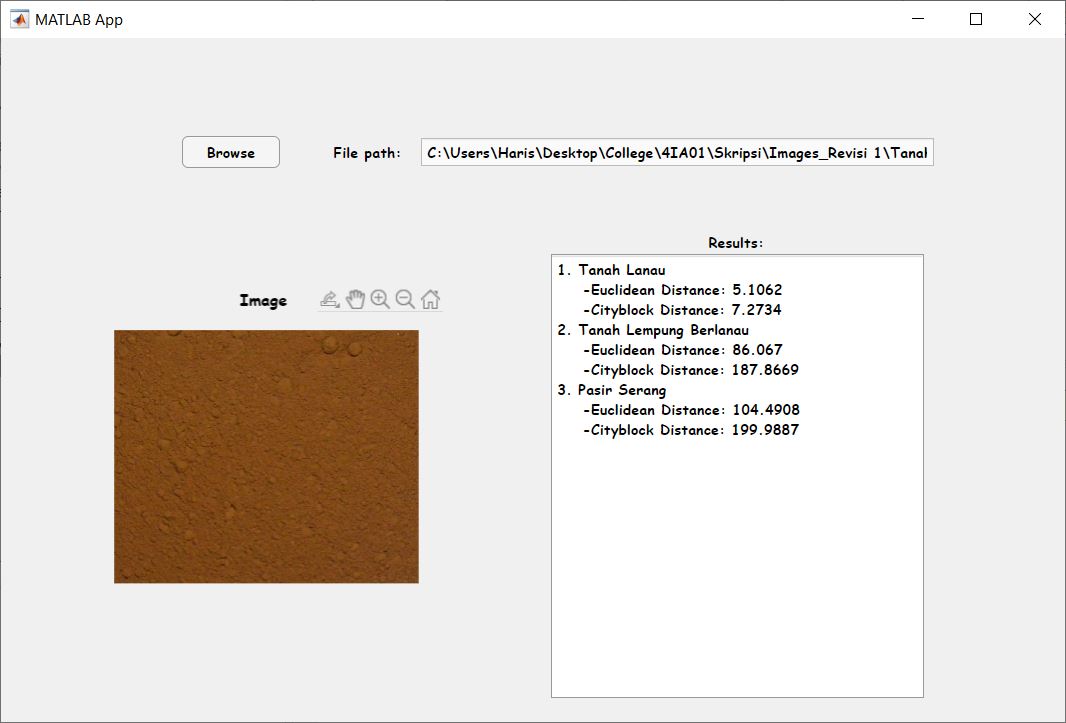 MATLAB App
Browse
File path:
C:\Users\Haris\Desktop\College\4IA01\Skripsi\Images_Revisi 1\Tanah
Results:
1. Tanah Lanau
-Euclidean Distance: 5.1062
-Cityblock Distance: 7.2734
2. Tanah Lempung Berlanau
-Euclidean Distance: 86.067
-Cityblock Distance: 187.8669
3. Pasir Serang
-Euclidean Distance: 104.4908
-Cityblock Distance: 199.9887
Image